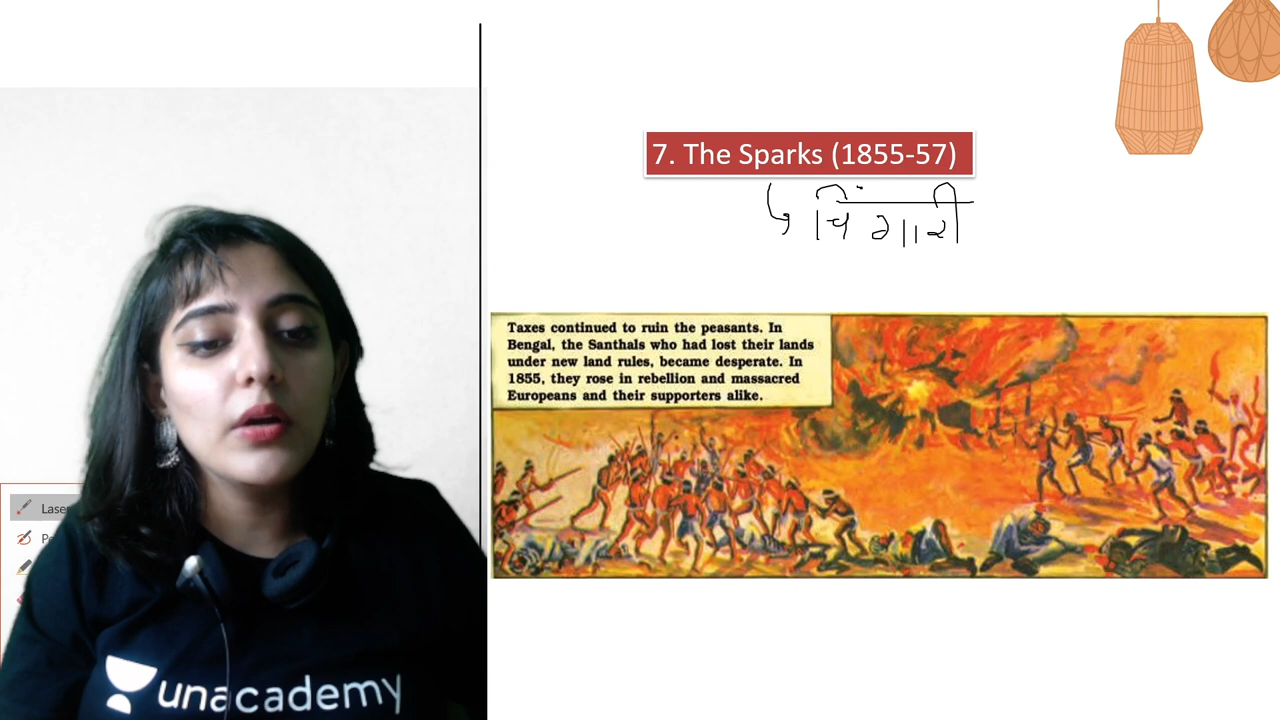 7. The Sparks (1855-57)
चिंगारी
Taxes continued to ruin the peasants. In
Bengal, the Santhals who had lost their lands
under new land rules, became desperate. In
1855, they rose in rebellion and massacred
Europeans and their supporters alike.
Laser
unacademy